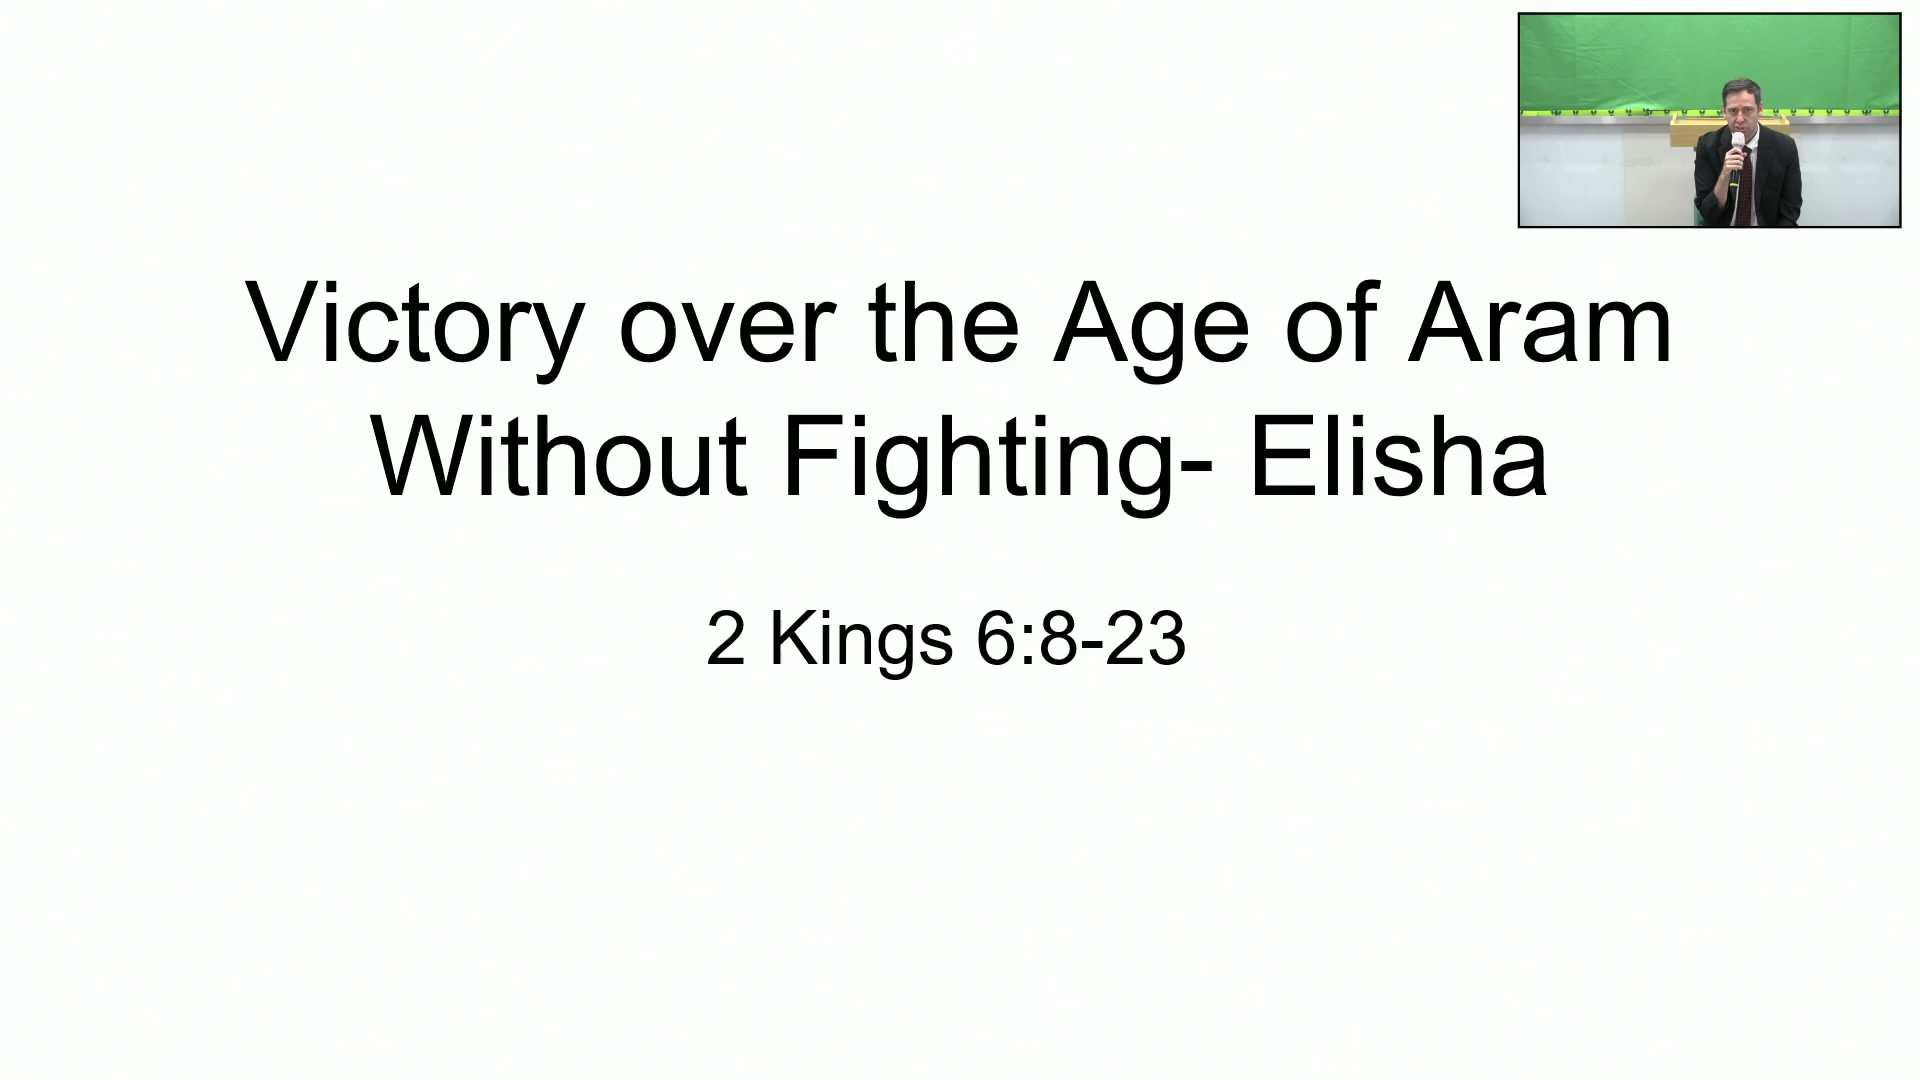 Victory over the Age of Aram
Without Fighting- Elisha
2 Kings 6:8-23